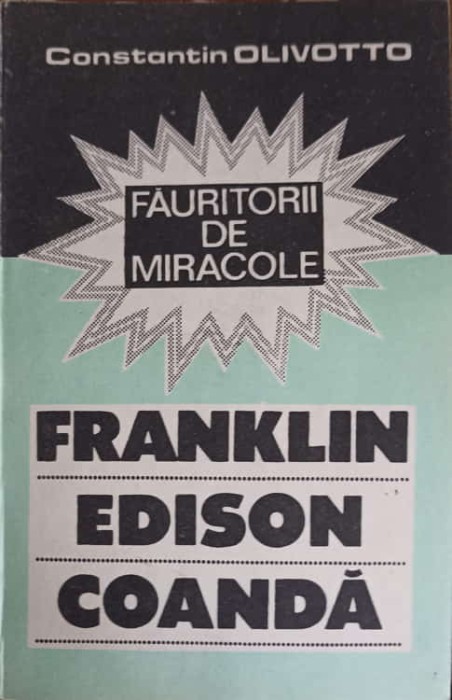 Constantin OLIVOTTO
FĂURITORII
DE
MIRACOLE
FRANKLIN
EDISON
COANDĂ